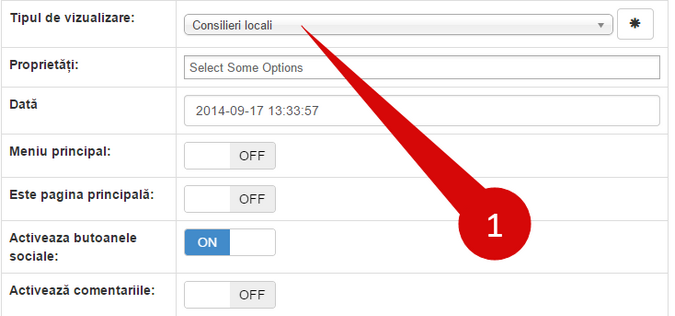 Tipul de vizualizare:
Consilieri locali
Proprietăți:
Select Some Options
Dată
2014-09-17 13:33:57
Meniu principal:
OFF
Este pagina principală:
OFF
Activeaza butoanele
sociale:
ON
1
Activează comentariile:
OFF